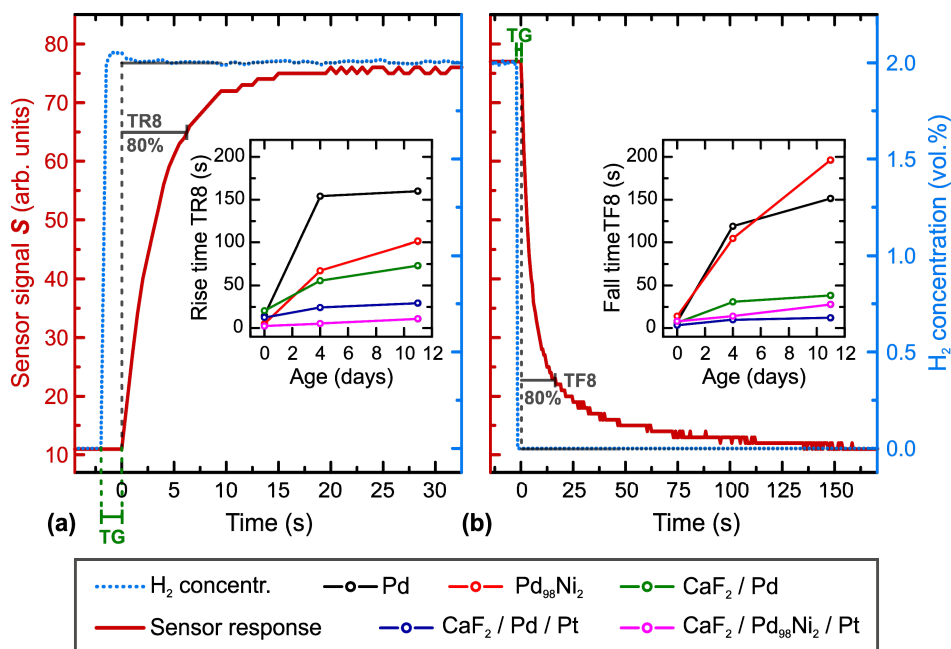 TG
80
70
60
50
40
30
20
10
Sensor signal S (arb. units)
TR8
80%
200
150
100
50
0
Rise time TR8 (s)
0 2 4 6 8 10 12
Age (days)
0 5 10 15 20 25 30
(a)
Time (s)
TG
200
150
100
50
0
Fall timeTF8 (s)
0 2 4 6 8 10 12
Age (days)
TF8
80%
0 25 50 75 100 125 150
(b)
Time (s)
2.0
1.5
1.0
0.5
0.0
H₂ concentration (vol.%)
H₂ concentr.
Pd
Pd₉₈Ni₂
CaF₂ / Pd
Sensor response
CaF₂ / Pd / Pt
CaF₂ / Pd₉₈Ni₂ / Pt